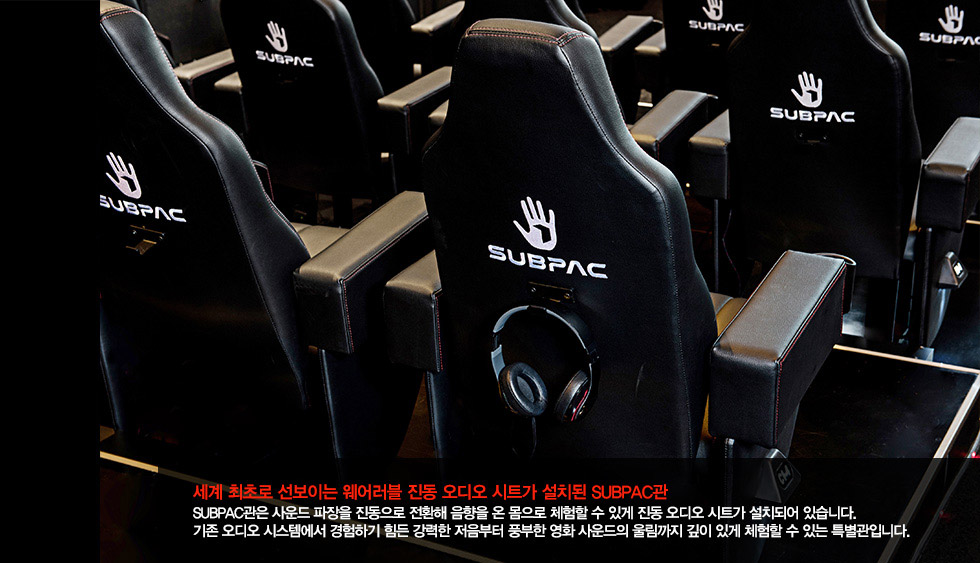 SUBPAC
SUBPAC
SUBPAC
SUBPAC
SUBPAC
SUBPAC
세계 최초로 선보이는 웨어러블 진동 오디오 시트가 설치된 SUBPAC관
SUBPAC관은 사운드 파장을 진동으로 전환해 음향을 온 몸으로 체험할 수 있게 진동 오디오 시트가 설치되어 있습니다.
기존 오디오 시스템에서 경험하기 힘든 강력한 저음부터 풍부한 영화 사운드의 울림까지 깊이 있게 체험할 수 있는 특별관입니다.